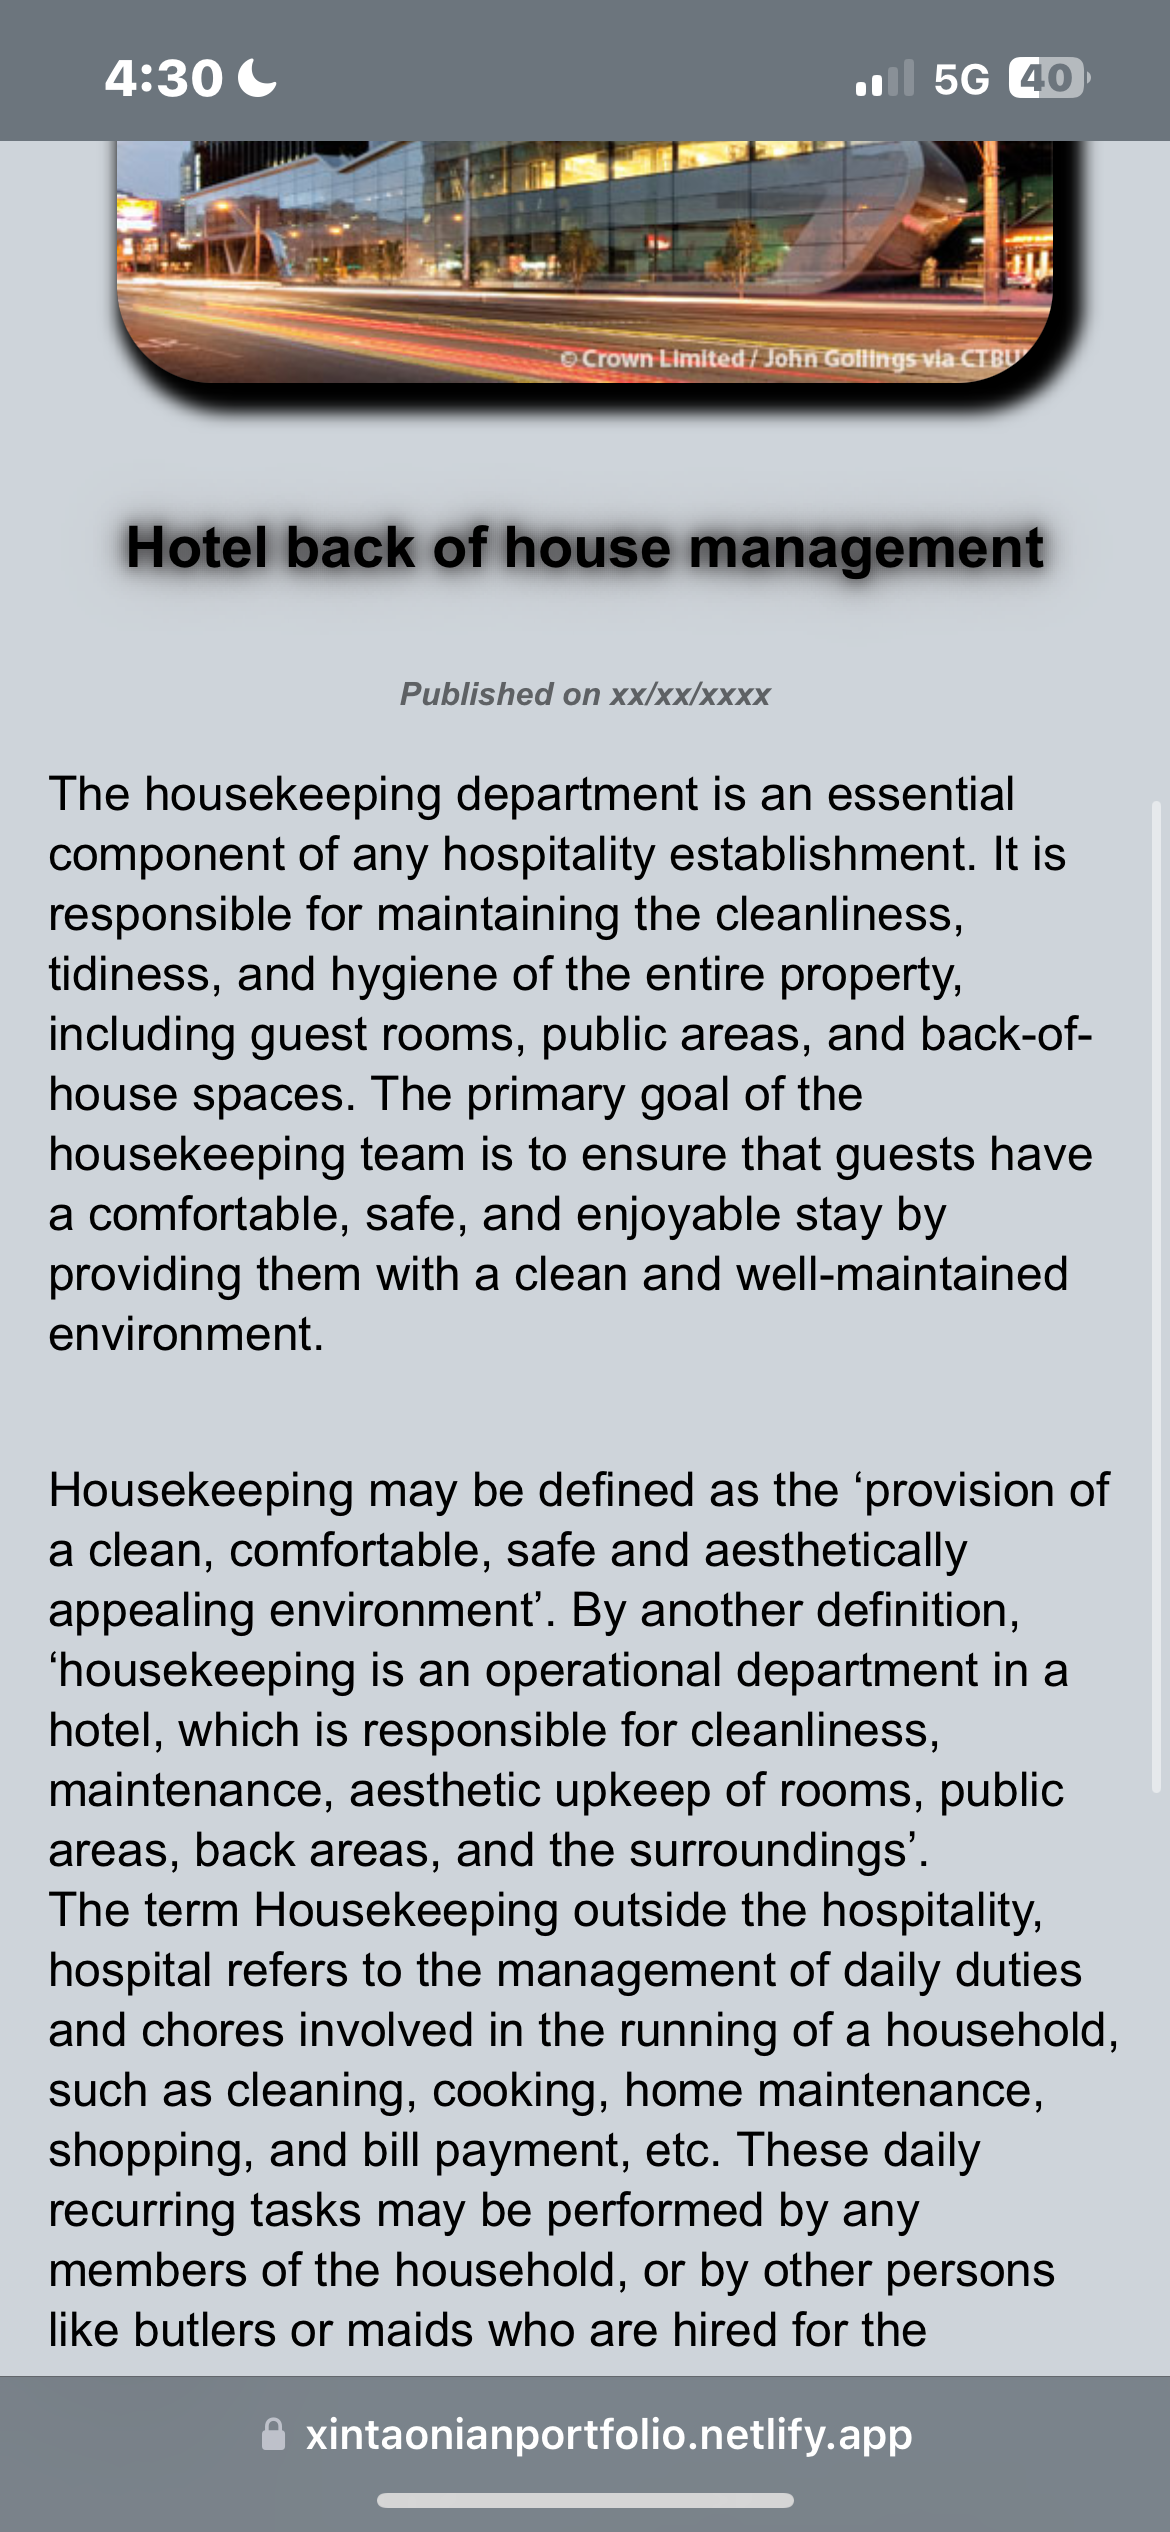 4:30
5G
40
© Crown Limited / John Gollings via CTBU
Hotel back of house management
Published on xx/xx/xxxx
The housekeeping department is an essential
component of any hospitality establishment. It is
responsible for maintaining the cleanliness,
tidiness, and hygiene of the entire property,
including guest rooms, public areas, and back-of-
house spaces. The primary goal of the
housekeeping team is to ensure that guests have
a comfortable, safe, and enjoyable stay by
providing them with a clean and well-maintained
environment.
Housekeeping may be defined as the ‘provision of
a clean, comfortable, safe and aesthetically
appealing environment’. By another definition,
‘housekeeping is an operational department in a
hotel, which is responsible for cleanliness,
maintenance, aesthetic upkeep of rooms, public
areas, back areas, and the surroundings’.
The term Housekeeping outside the hospitality,
hospital refers to the management of daily duties
and chores involved in the running of a household,
such as cleaning, cooking, home maintenance,
shopping, and bill payment, etc. These daily
recurring tasks may be performed by any
members of the household, or by other persons
like butlers or maids who are hired for the
xintaonianportfolio.netlify.app